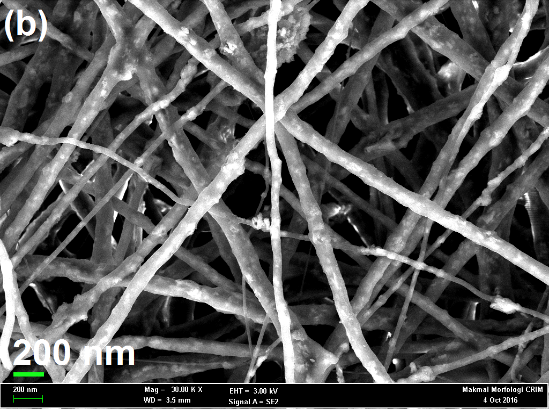 (b)
200 nm
200 nm
Mag = 30.00 K X
EHT = 3.00 kV
Makmal Morfologi CRIM
WD = 3.5 mm
Signal A = SE2
4 Oct 2016